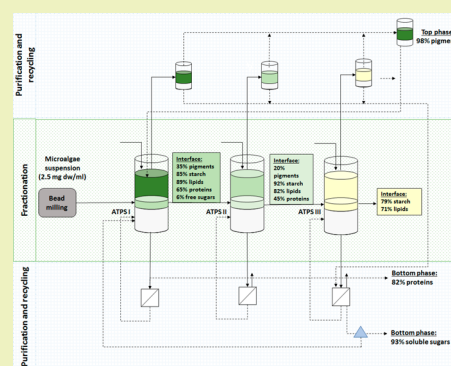 Purification and
recycling
Top phase:
98% pigme
Fractionation
Microalgae
suspension
(2.5 mg dw/ml)
Bead
milling
ATPS I
Interface:
35% pigments
85% starch
89% lipids
65% proteins
6% free sugars
ATPS II
Interface:
20%
pigments
92% starch
82% lipids
45% proteins
ATPS III
Interface:
79% starch
71% lipids
Purification and recycling
Bottom phase:
82% proteins
Bottom phase:
93% soluble sugars